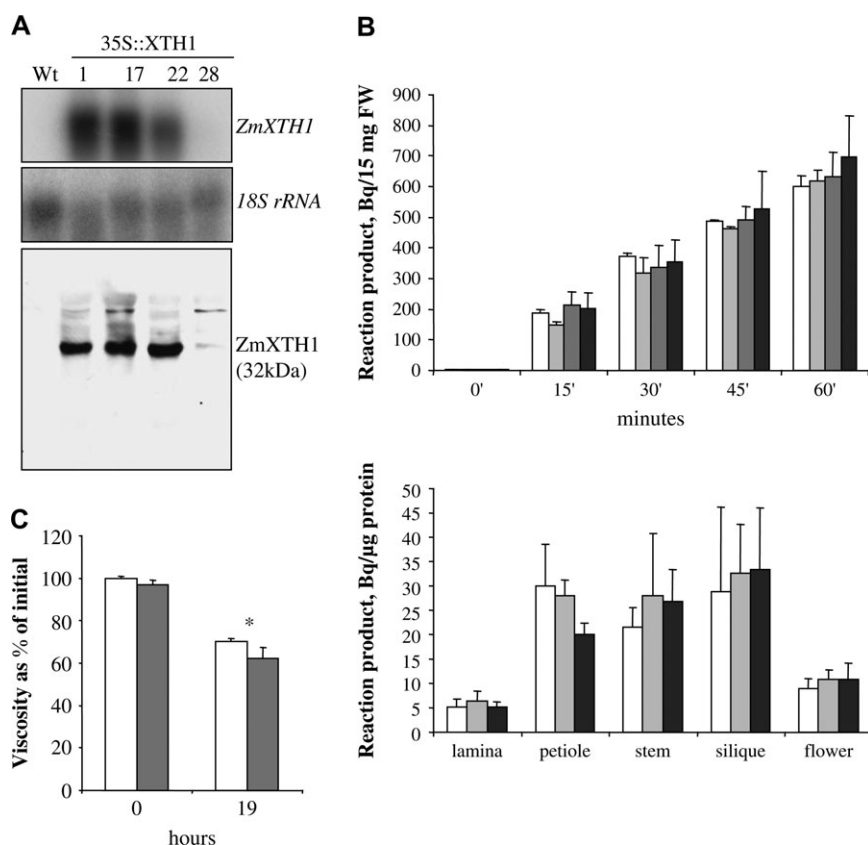 A
35S::XTH1
Wt 1 17 22 28
ZmXTH1
18S rRNA
ZmXTH1
(32kDa)
B
Reaction product, Bq/15 mg FW
900
800
700
600
500
400
300
200
100
0
0' 15' 30' 45' 60'
minutes
Reaction product, Bq/μg protein
50
45
40
35
30
25
20
15
10
5
0
lamina petiole stem silique flower
C
Viscosity as % of initial
120
100
80
60
40
20
0
*
0 19
hours